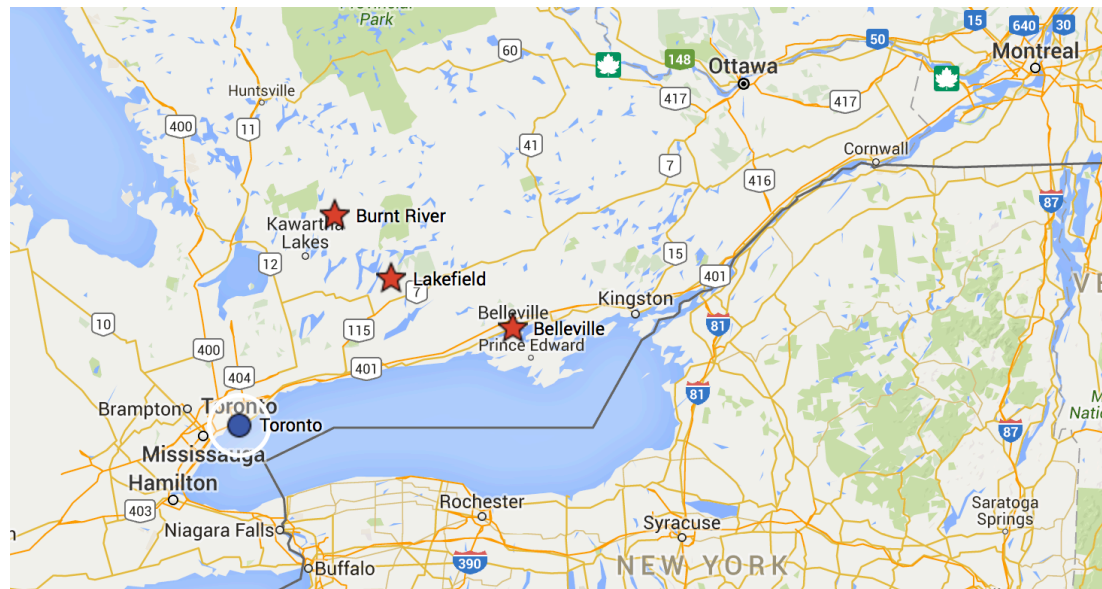 Provincial
Park
15
640
30
60
50
148
Montreal
Ottawa
Huntsville
417
417
400
11
41
Cornwall
7
416
87
Burnt River
Kawartha
Lakes
15
12
401
Lakefield
7
VE
Kingston
Belleville
Belleville
Prince Edward
10
115
81
400
401
404
81
Brampton
Toronto
Toronto
Mississauga
87
Hamilton
403
Rochester
Saratoga
Springs
Niagara Falls
Syracuse
390
NEW YORK
Buffalo